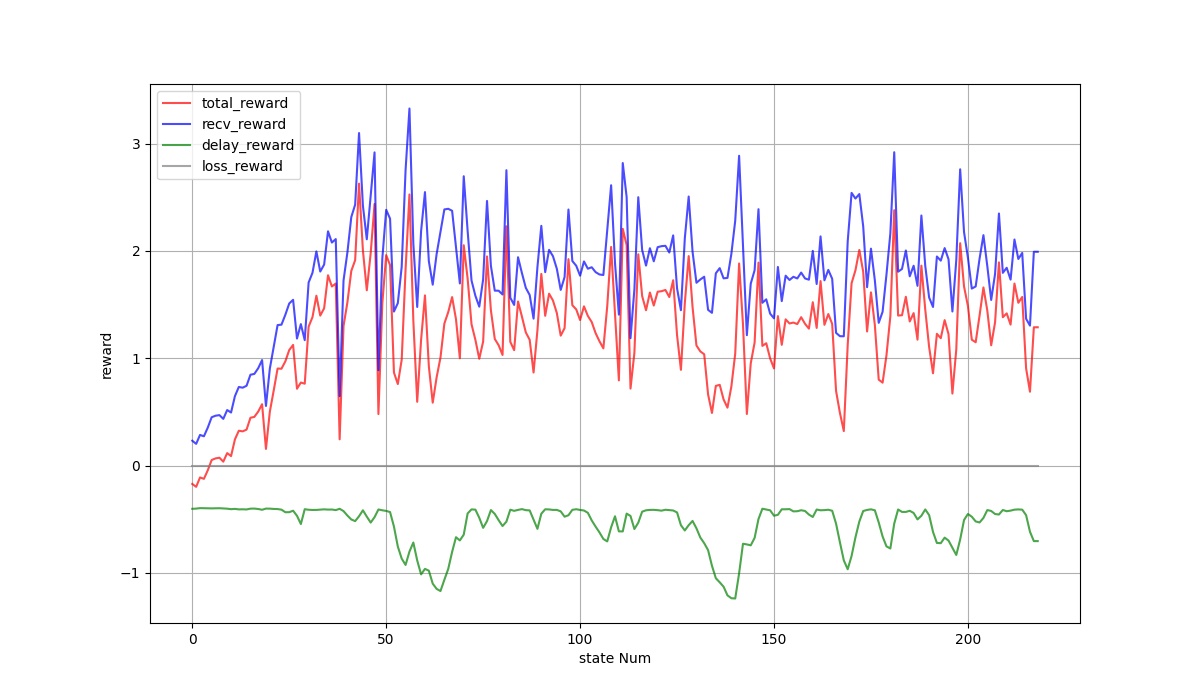 total_reward
recv_reward
delay_reward
loss_reward
3
2
1
0
−1
reward
0 50 100 150 200
state Num